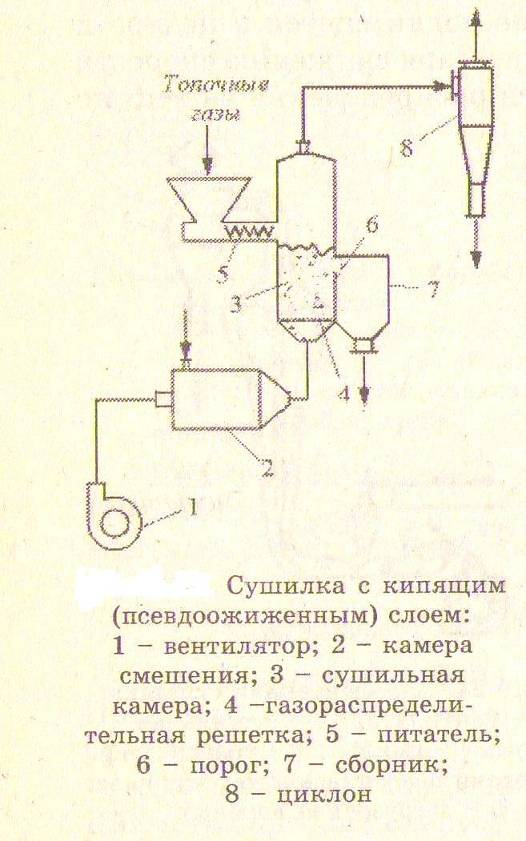 Топочные
газы
8
6
5
3
7
4
2
1
Сушилка с кипящим
(псевдоожиженным) слоем:
1 – вентилятор; 2 – камера
смешения; 3 – сушильная
камера; 4 –газораспредели-
тельная решетка; 5 – питатель;
6 – порог; 7 – сборник;
8 – циклон